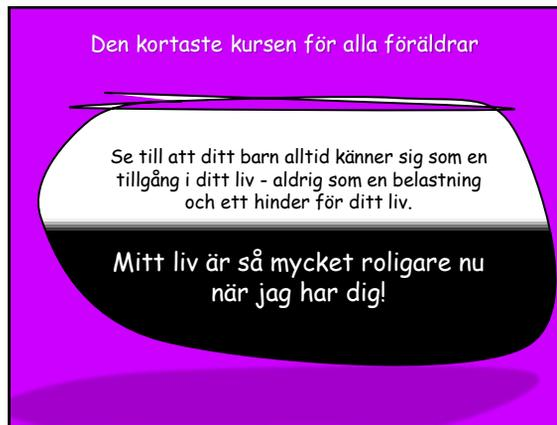 Den kortaste kursen för alla föräldrar
Se till att ditt barn alltid känner sig som en
tillgång i ditt liv - aldrig som en belastning
och ett hinder för ditt liv.
Mitt liv är så mycket roligare nu
när jag har dig!